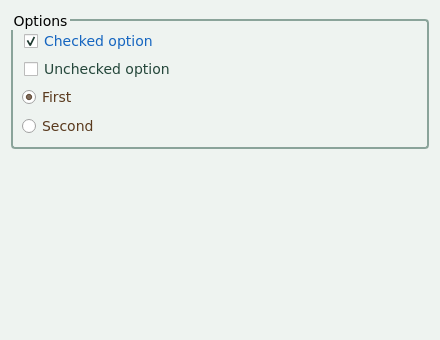 Options
Checked option
Unchecked option
First
Second